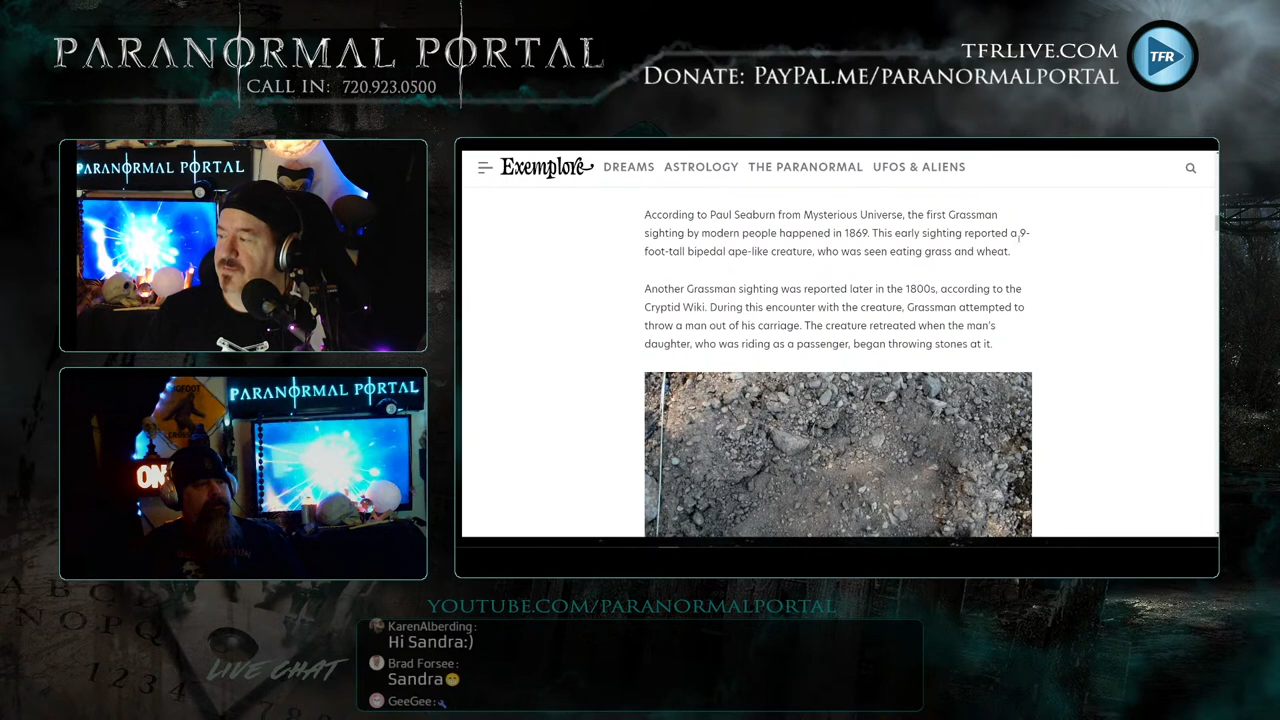 PARANORMAL PORTAL
CALL IN: 720.923.0500
TFRLIVE.COM
DONATE: PAYPAL.ME/PARANORMALPORTAL
TFR
PARANORMAL PORTAL
Exemplore
DREAMS ASTROLOGY THE PARANORMAL UFOS & ALIENS
According to Paul Seaburn from Mysterious Universe, the first Grassman
sighting by modern people happened in 1869. This early sighting reported a 9-
foot-tall bipedal ape-like creature, who was seen eating grass and wheat.
Another Grassman sighting was reported later in the 1800s, according to the
Cryptid Wiki. During this encounter with the creature, Grassman attempted to
throw a man out of his carriage. The creature retreated when the man's
daughter, who was riding as a passenger, began throwing stones at it.
BIGFOOT
PARANORMAL PORTAL
ON
YOUTUBE.COM/PARANORMALPORTAL
A B C
N O P Q
1 2 3 4
LIVE CHAT
KarenAlberding:
Hi Sandra:)
Brad Forsee:
Sandra😁
GeeGee: